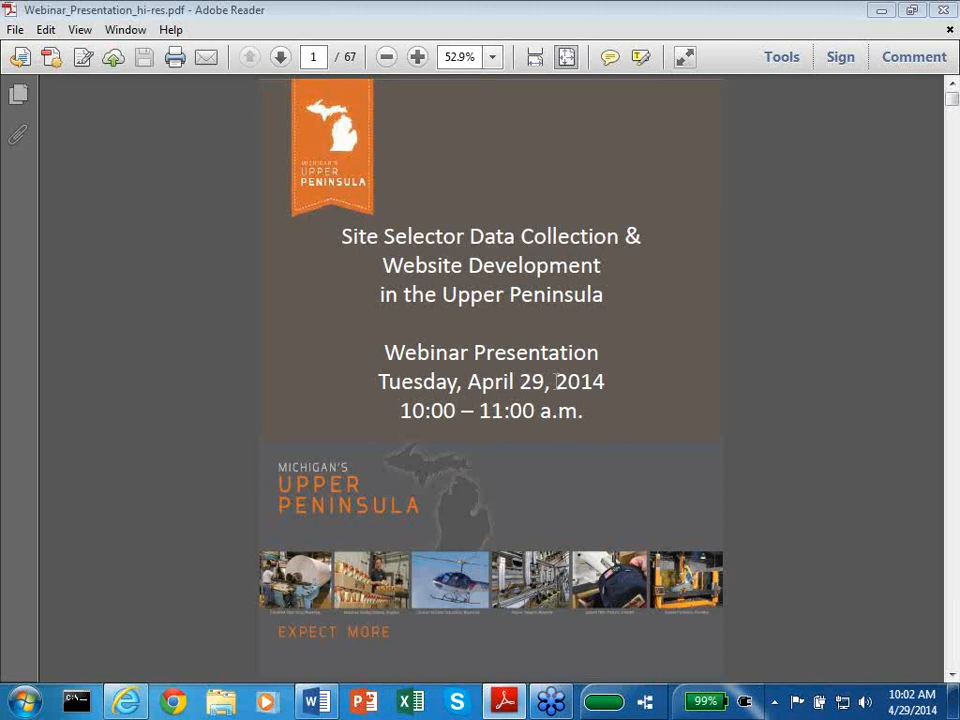 Webinar_Presentation_hi-res.pdf - Adobe Reader
File Edit View Window Help
1 / 67 52.9% Tools Sign Comment
MICHIGAN'S
UPPER
PENINSULA
Site Selector Data Collection &
Website Development
in the Upper Peninsula
Webinar Presentation
Tuesday, April 29, 2014
10:00 – 11:00 a.m.
MICHIGAN'S
UPPER
PENINSULA
EXPECT MORE
99%
10:02 AM
4/29/2014